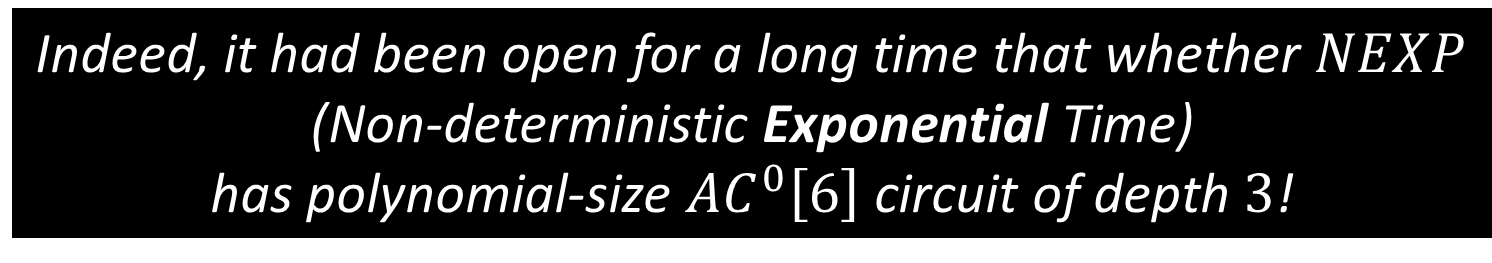 Indeed, it had been open for a long time that whether NEXP
(Non-deterministic Exponential Time)
has polynomial-size AC⁰[6] circuit of depth 3!